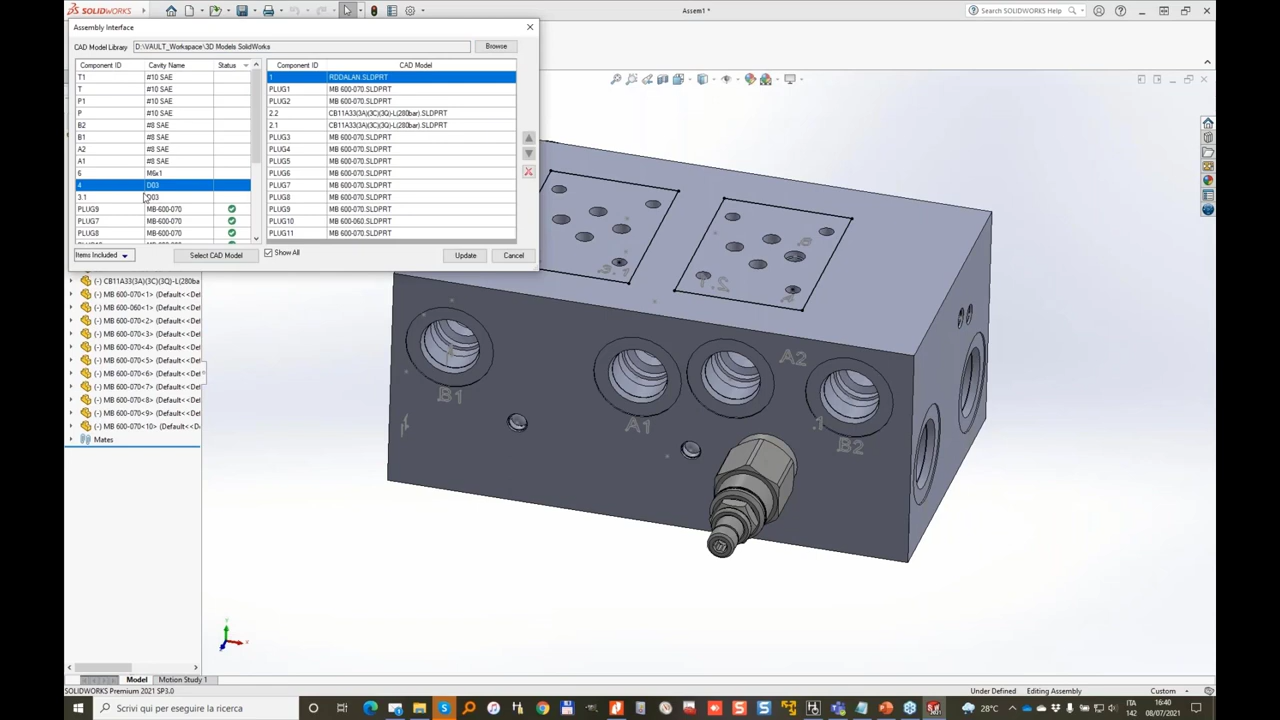 SOLIDWORKS
Assem1 *
Search SOLIDWORKS Help
Assembly Interface
CAD Model Library D:\VAULT_Workspace\3D Models SolidWorks Browse
Component ID Cavity Name Status
T1 #10 SAE
T #10 SAE
P1 #10 SAE
P #10 SAE
B2 #8 SAE
B1 #8 SAE
A2 #8 SAE
A1 #8 SAE
6 M6x1
4 D03
3.1 D03
PLUG9 MB-600-070
PLUG7 MB-600-070
PLUG8 MB-600-070
Component ID CAD Model
1 RDDALAN.SLDPRT
PLUG1 MB 600-070.SLDPRT
PLUG2 MB 600-070.SLDPRT
2.2 CB11A33(3A)(3C)(3Q)-L(280bar).SLDPRT
2.1 CB11A33(3A)(3C)(3Q)-L(280bar).SLDPRT
PLUG3 MB 600-070.SLDPRT
PLUG4 MB 600-070.SLDPRT
PLUG5 MB 600-070.SLDPRT
PLUG6 MB 600-070.SLDPRT
PLUG7 MB 600-070.SLDPRT
PLUG8 MB 600-070.SLDPRT
PLUG9 MB 600-070.SLDPRT
PLUG10 MB 600-060.SLDPRT
PLUG11 MB 600-070.SLDPRT
Items Included Select CAD Model Show All Update Cancel
(-) CB11A33(3A)(3C)(3Q)-L(280ba
(-) MB 600-070<1> (Default<<Def
(-) MB 600-060<1> (Default<<Def
(-) MB 600-070<2> (Default<<Def
(-) MB 600-070<3> (Default<<Def
(-) MB 600-070<4> (Default<<Def
(-) MB 600-070<5> (Default<<Def
(-) MB 600-070<6> (Default<<Def
(-) MB 600-070<7> (Default<<Def
(-) MB 600-070<8> (Default<<Def
(-) MB 600-070<9> (Default<<Def
(-) MB 600-070<10> (Default<<D
Mates
3.1
2.1
6
4
B1
A1
A2
.1
B2
Y
X
Z
Model Motion Study 1
SOLIDWORKS Premium 2021 SP3.0 Under Defined Editing Assembly Custom
Scrivi qui per eseguire la ricerca
28°C
ITA
142
16:40
08/07/2021